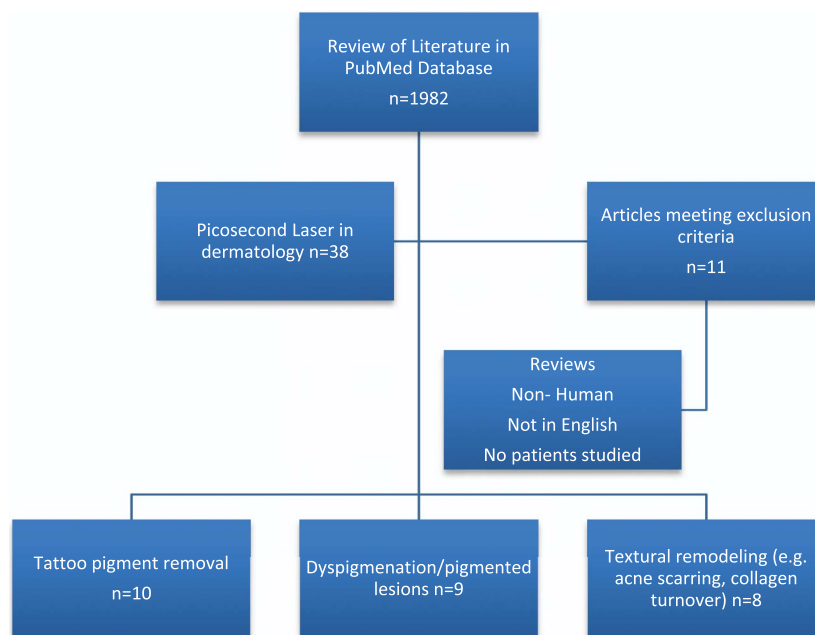 Review of Literature in
PubMed Database
n=1982
Picosecond Laser in
dermatology n=38
Articles meeting exclusion
criteria
n=11
Reviews
Non- Human
Not in English
No patients studied
Tattoo pigment removal
n=10
Dyspigmenation/pigmented
lesions n=9
Textural remodeling (e.g.
acne scarring, collagen
turnover) n=8